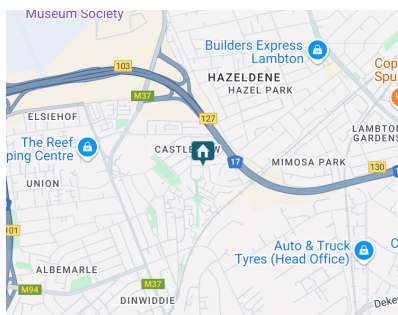 Museum Society
Builders Express
Lambton
103
HAZELDENE
HAZEL PARK
M37
ELSIEHOF
127
The Reef
ping Centre
17
MIMOSA PARK
LAMBTON
GARDENS
130
UNION
101
Auto & Truck
Tyres (Head Office)
ALBEMARLE
M37
M94
DINWIDDIE